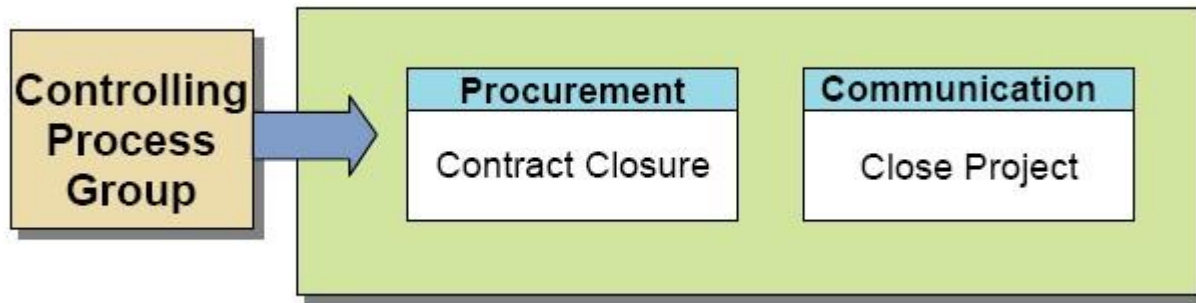 Controlling
Process
Group
Procurement
Contract Closure
Communication
Close Project